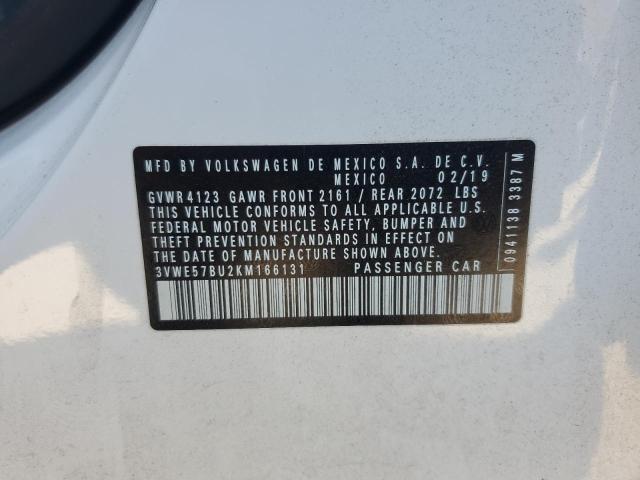 MFD BY VOLKSWAGEN DE MEXICO S.A. DE C.V.
MEXICO 02/19
GVWR 4123 GAWR FRONT 2161 / REAR 2072 LBS
THIS VEHICLE CONFORMS TO ALL APPLICABLE U.S.
FEDERAL MOTOR VEHICLE SAFETY, BUMPER AND
THEFT PREVENTION STANDARDS IN EFFECT ON
THE DATE OF MANUFACTURE SHOWN ABOVE.
3VWE57BU2KM166131 PASSENGER CAR
0941138 3387 M